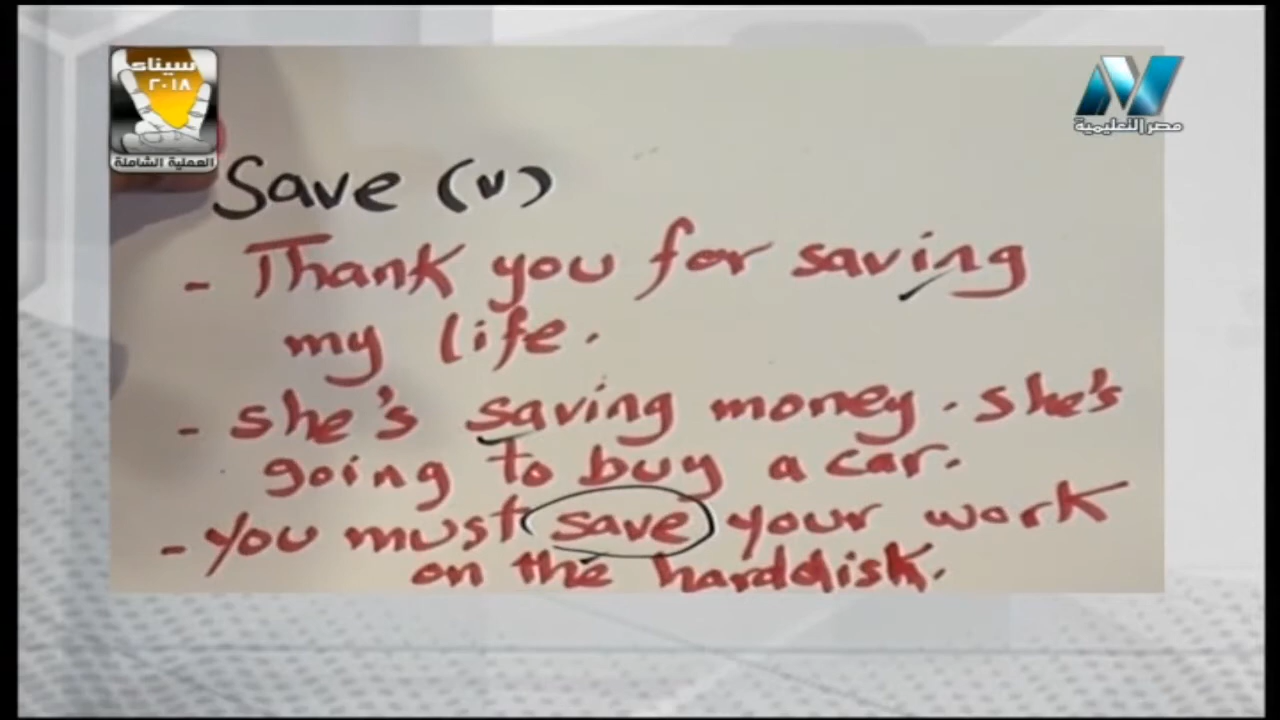 سيناء
٢٠١٨
العملية الشاملة
مصر التعليمية
Save (v)
- Thank you for saving
my life.
- she's saving money. she's
going to buy a car.
- you must save your work
on the harddisk.